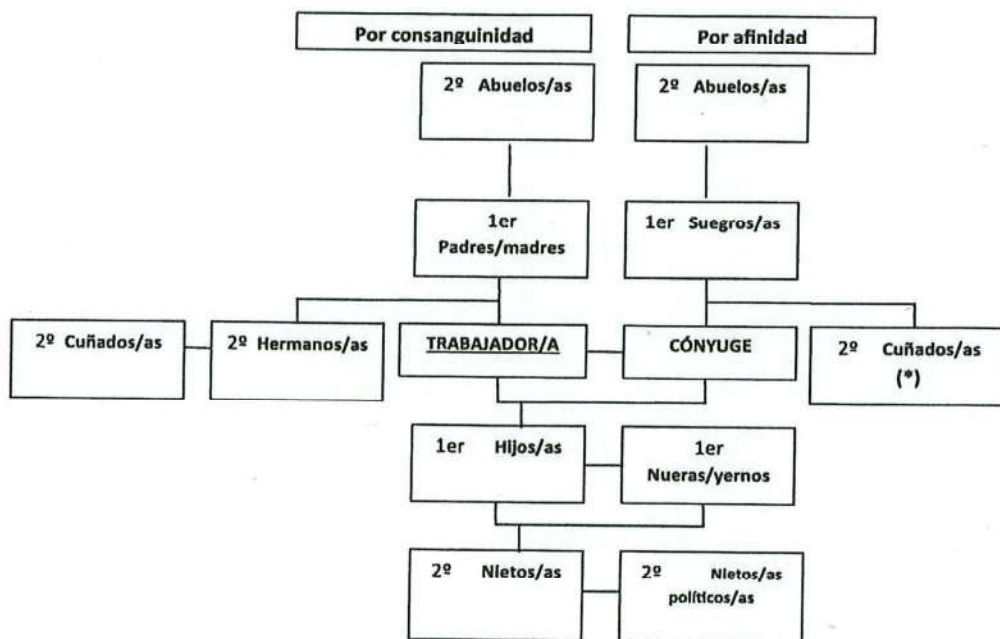 Por consanguinidad
Por afinidad
2º Abuelos/as
2º Abuelos/as
1er
Padres/madres
1er Suegros/as
2º Cuñados/as
2º Hermanos/as
TRABAJADOR/A
CÓNYUGE
2º Cuñados/as
(*)
1er Hijos/as
1er
Nueras/yernos
2º Nietos/as
2º Nietos/as
políticos/as